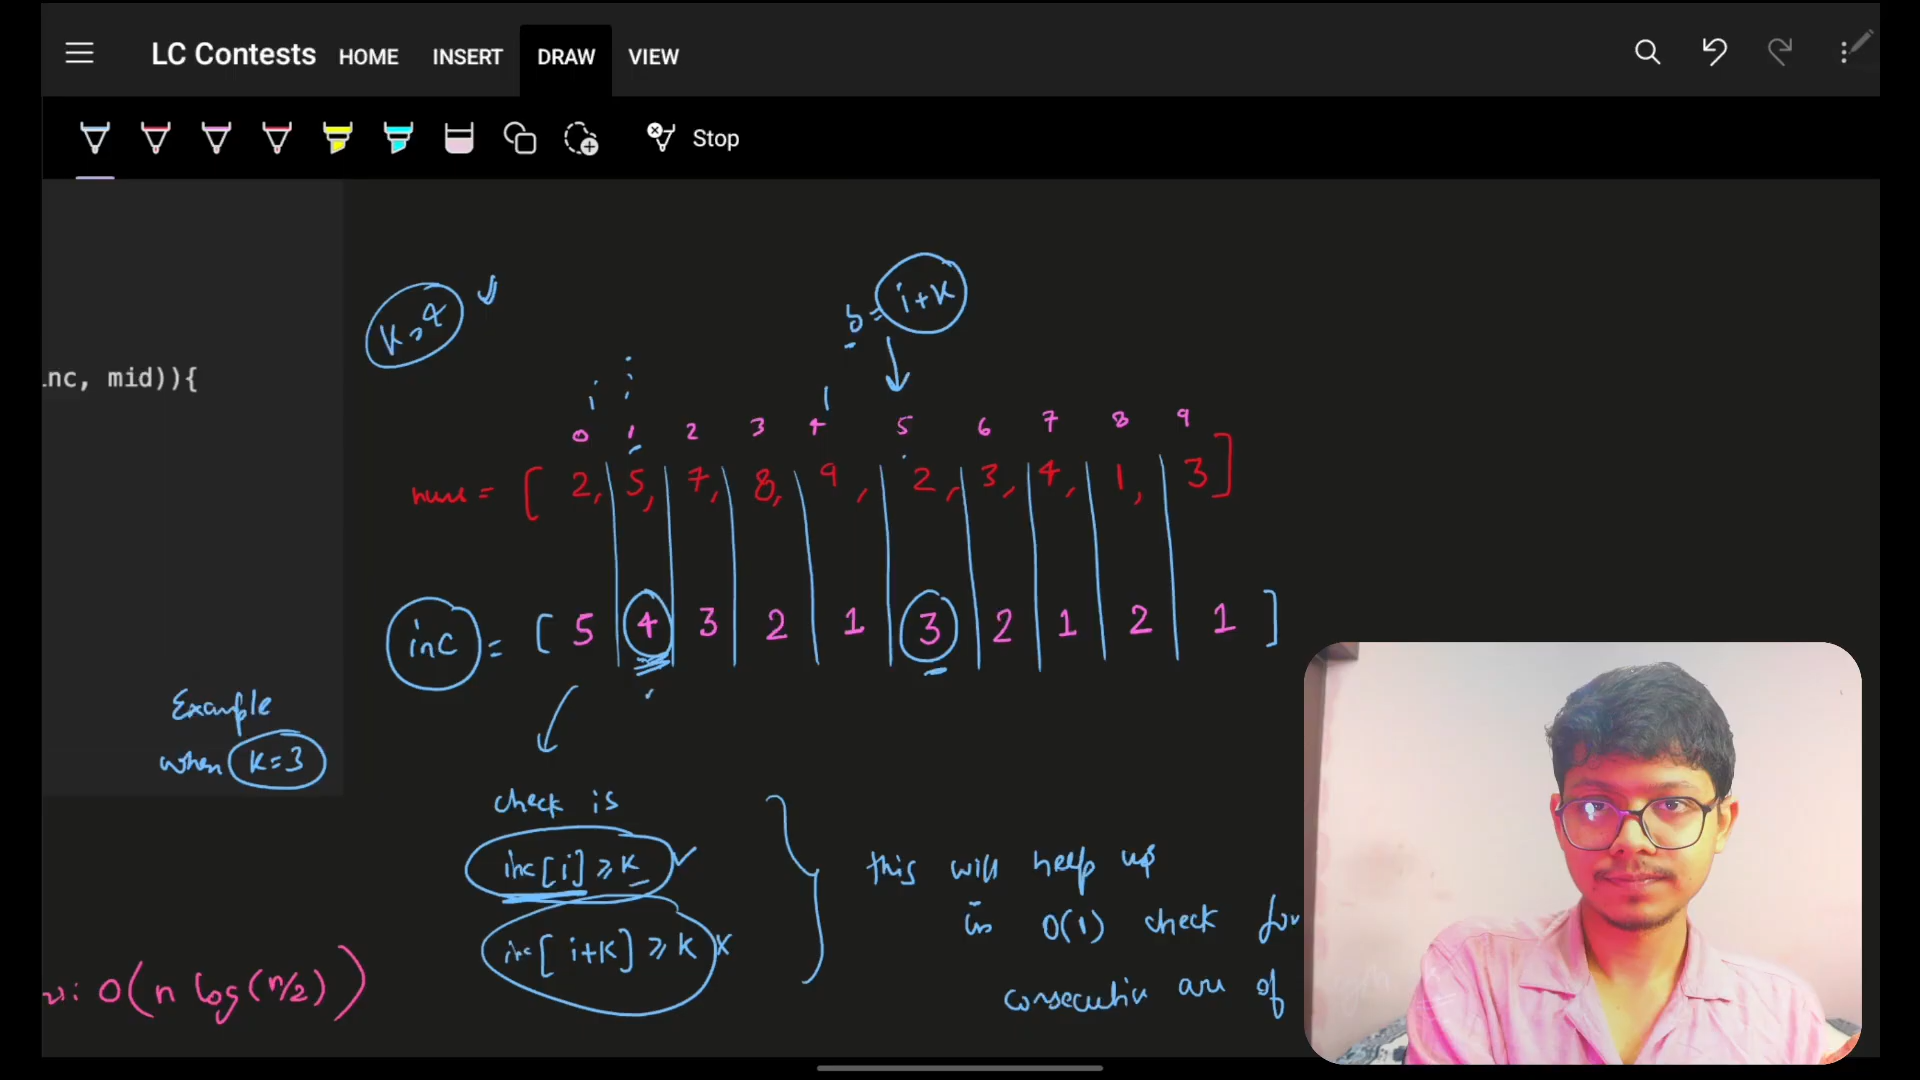 LC Contests HOME INSERT DRAW VIEW
Stop
b = i+K
K=4
i i
inc, mid)){
0 1 2 3 4 5 6 7 8 9
nums = [ 2, 5, 7, 8, 9, 2, 3, 4, 1, 3 ]
inc = [ 5 4 3 2 1 3 2 1 2 1 ]
Example
when K=3
check is
inc[i] ≥ K
inc[i+K] ≥ K x
this will help us
in O(1) check for
consecutive are of
: O(n log(n/2))